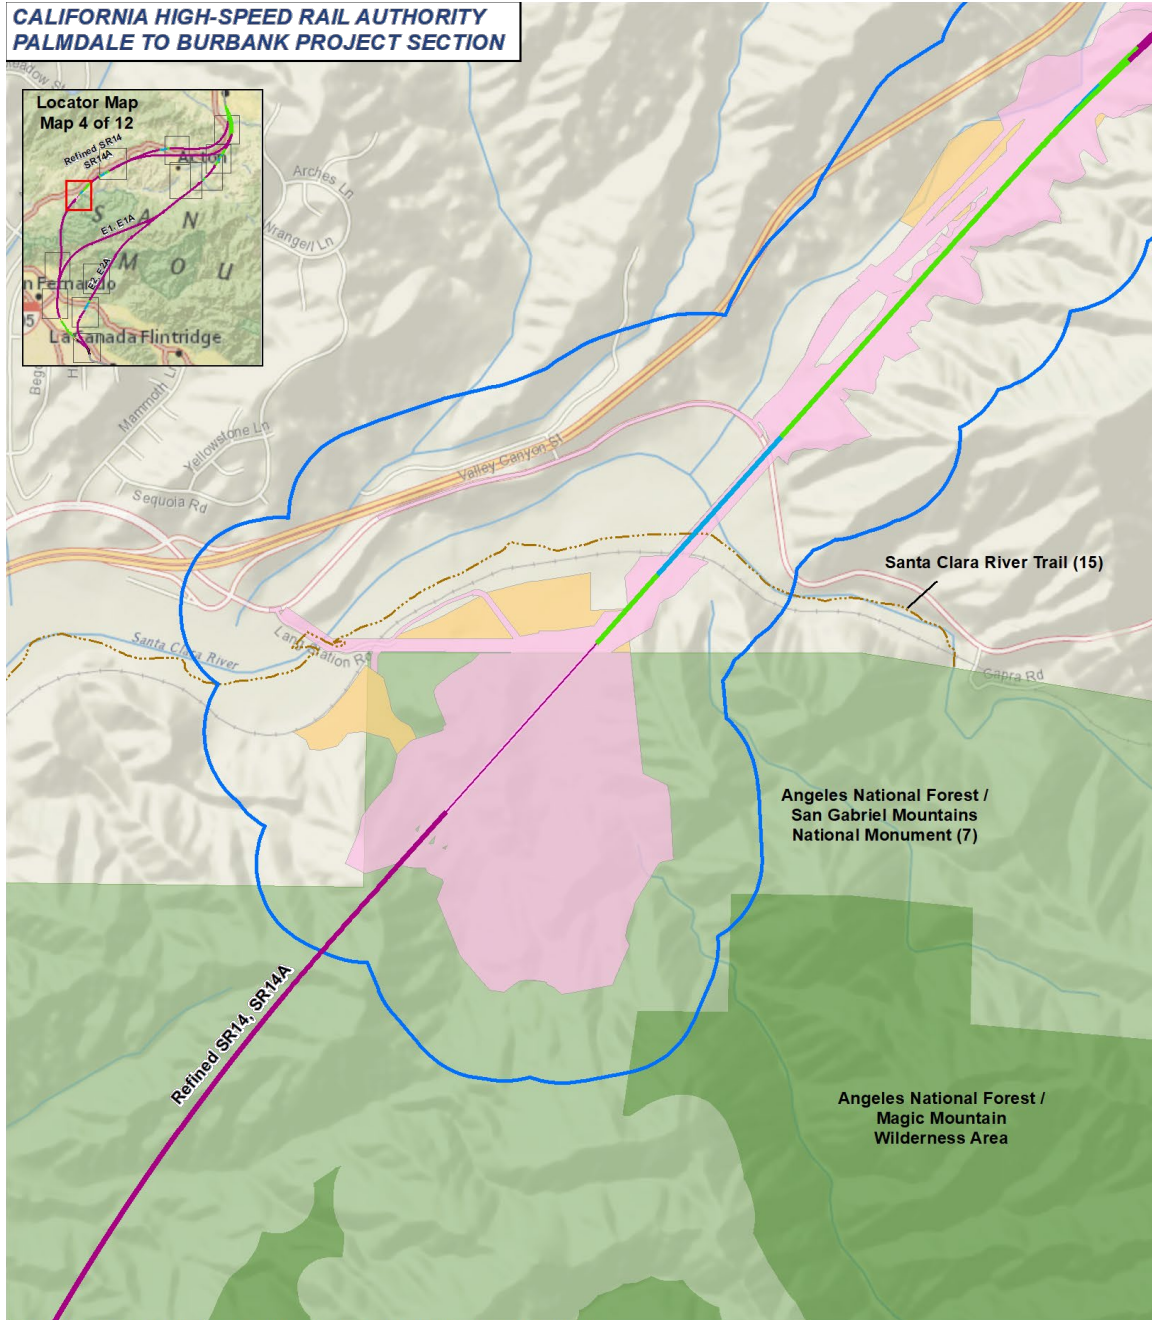 CALIFORNIA HIGH-SPEED RAIL AUTHORITY
PALMDALE TO BURBANK PROJECT SECTION
Locator Map
Map 4 of 12
Refined SR14
SR14A
Acton
S A N
E1, E1A
M O U
E2, E2A
n Fernando
La Canada Flintridge
Arches Ln
Wrangell Ln
Mammoth Ln
Yellowstone Ln
Sequoia Rd
Valley Canyon St
Santa Clara River Trail (15)
Lang Station Rd
Santa Clara River
Capra Rd
Angeles National Forest /
San Gabriel Mountains
National Monument (7)
Refined SR14, SR14A
Angeles National Forest /
Magic Mountain
Wilderness Area